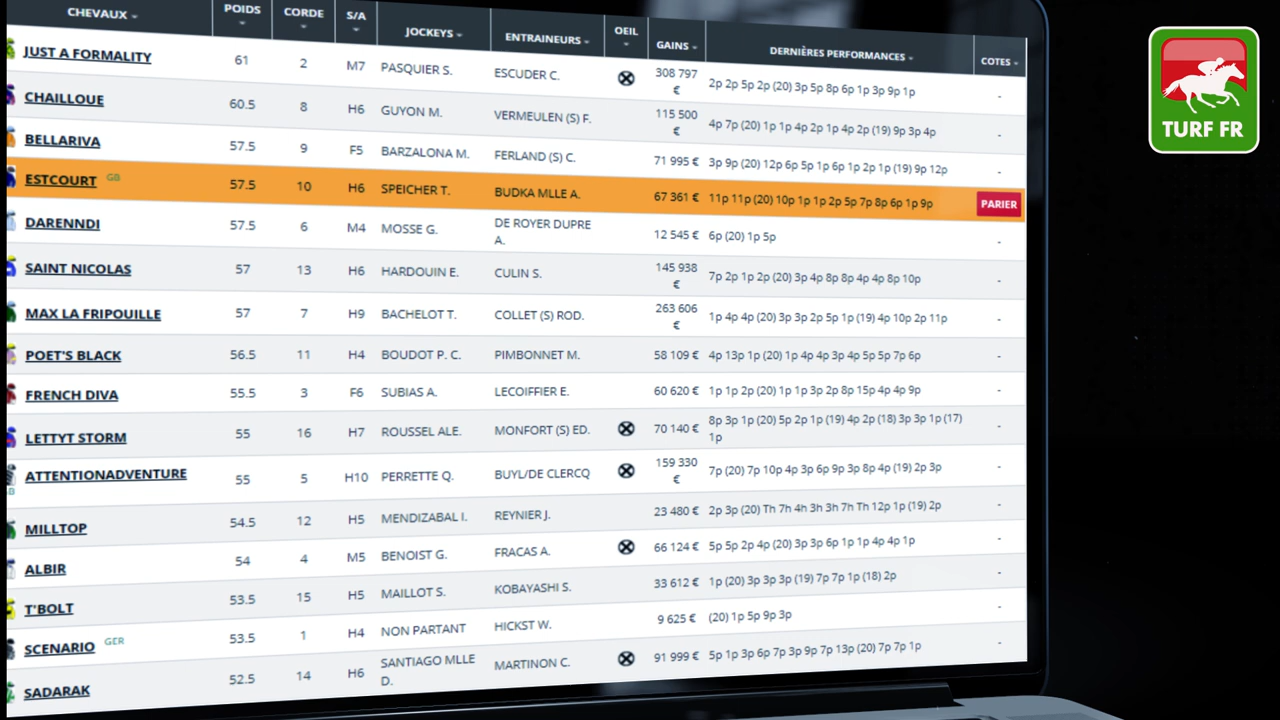 CHEVAUX POIDS CORDE S/A JOCKEYS ENTRAINEURS OEIL GAINS DERNIÈRES PERFORMANCES COTES
JUST A FORMALITY 61 2 M7 PASQUIER S. ESCUDER C. 308 797 € 2p 2p 5p 2p (20) 3p 5p 8p 6p 1p 3p 9p 1p -
CHAILLOUE 60.5 8 H6 GUYON M. VERMEULEN (S) F. 115 500 € 4p 7p (20) 1p 1p 4p 2p 1p 4p 2p (19) 9p 3p 4p -
BELLARIVA 57.5 9 F5 BARZALONA M. FERLAND (S) C. 71 995 € 3p 9p (20) 12p 6p 5p 1p 6p 1p 2p 1p (19) 9p 12p -
ESTCOURT GB 57.5 10 H6 SPEICHER T. BUDKA MLLE A. 67 361 € 11p 11p (20) 10p 1p 1p 2p 5p 7p 8p 6p 1p 9p PARIER
DARENNDI 57.5 6 M4 MOSSE G. DE ROYER DUPRE A. 12 545 € 6p (20) 1p 5p -
SAINT NICOLAS 57 13 H6 HARDOUIN E. CULIN S. 145 938 € 7p 2p 1p 2p (20) 3p 4p 8p 8p 4p 4p 8p 10p -
MAX LA FRIPOUILLE 57 7 H9 BACHELOT T. COLLET (S) ROD. 263 606 € 1p 4p 4p (20) 3p 3p 2p 5p 1p (19) 4p 10p 2p 11p -
POET'S BLACK 56.5 11 H4 BOUDOT P. C. PIMBONNET M. 58 109 € 4p 13p 1p (20) 1p 4p 4p 3p 4p 5p 5p 7p 6p -
FRENCH DIVA 55.5 3 F6 SUBIAS A. LECOIFFIER E. 60 620 € 1p 1p 2p (20) 1p 1p 3p 2p 8p 15p 4p 4p 9p -
LETTYT STORM 55 16 H7 ROUSSEL ALE. MONFORT (S) ED. 70 140 € 8p 3p 1p (20) 5p 2p 1p (19) 4p 2p (18) 3p 3p 1p (17) 1p -
ATTENTIONADVENTURE 55 5 H10 PERRETTE Q. BUYL/DE CLERCQ 159 330 € 7p (20) 7p 10p 4p 3p 6p 9p 3p 8p 4p (19) 2p 3p -
MILLTOP 54.5 12 H5 MENDIZABAL I. REYNIER J. 23 480 € 2p 3p (20) Th 7h 4h 3h 3h 7h Th 12p 1p (19) 2p -
ALBIR 54 4 M5 BENOIST G. FRACAS A. 66 124 € 5p 5p 2p 4p (20) 3p 3p 6p 1p 1p 4p 4p 1p -
T'BOLT 53.5 15 H5 MAILLOT S. KOBAYASHI S. 33 612 € 1p (20) 3p 3p 3p (19) 7p 7p 1p (18) 2p -
SCENARIO GER 53.5 1 H4 NON PARTANT HICKST W. 9 625 € (20) 1p 5p 9p 3p -
SADARAK 52.5 14 H6 SANTIAGO MLLE D. MARTINON C. 91 999 € 5p 1p 3p 6p 7p 3p 9p 7p 13p (20) 7p 7p 1p -
TURF FR